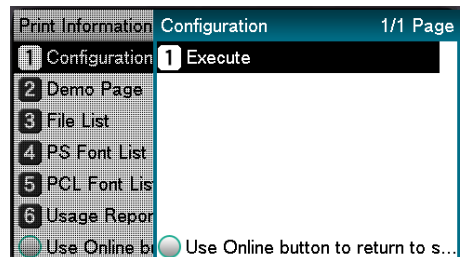 Print Information
1 Configuration
2 Demo Page
3 File List
4 PS Font List
5 PCL Font Lis
6 Usage Repor
Use Online b
Configuration 1/1 Page
1 Execute
Use Online button to return to s...